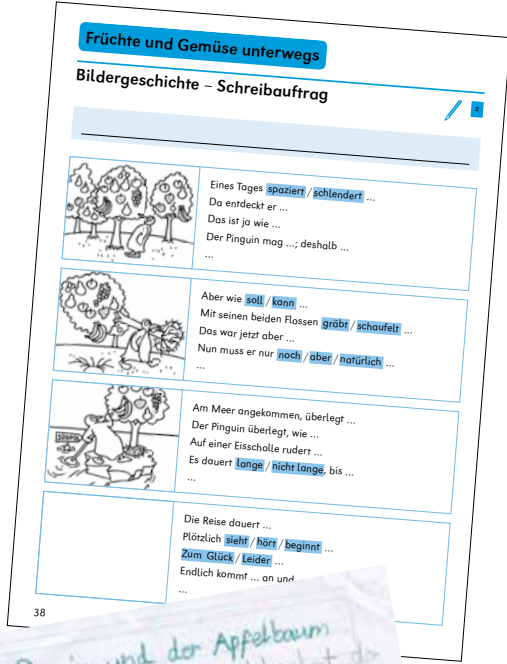 Früchte und Gemüse unterwegs
Bildergeschichte – Schreibauftrag
z
Eines Tages spaziert / schlendert ...
Da entdeckt er ...
Das ist ja wie ...
Der Pinguin mag ...; deshalb ...
...
Aber wie soll / kann ...
Mit seinen beiden Flossen gräbt / schaufelt ...
Das war jetzt aber ...
Nun muss er nur noch / aber / natürlich ...
...
SÜDPOL
Am Meer angekommen, überlegt ...
Der Pinguin überlegt, wie ...
Auf einer Eisscholle rudert ...
Es dauert lange / nicht lange, bis ...
...
Die Reise dauert ...
Plötzlich sieht / hört / beginnt ...
Zum Glück / Leider ...
Endlich kommt ... an und
...
38
und der Apfelbaum